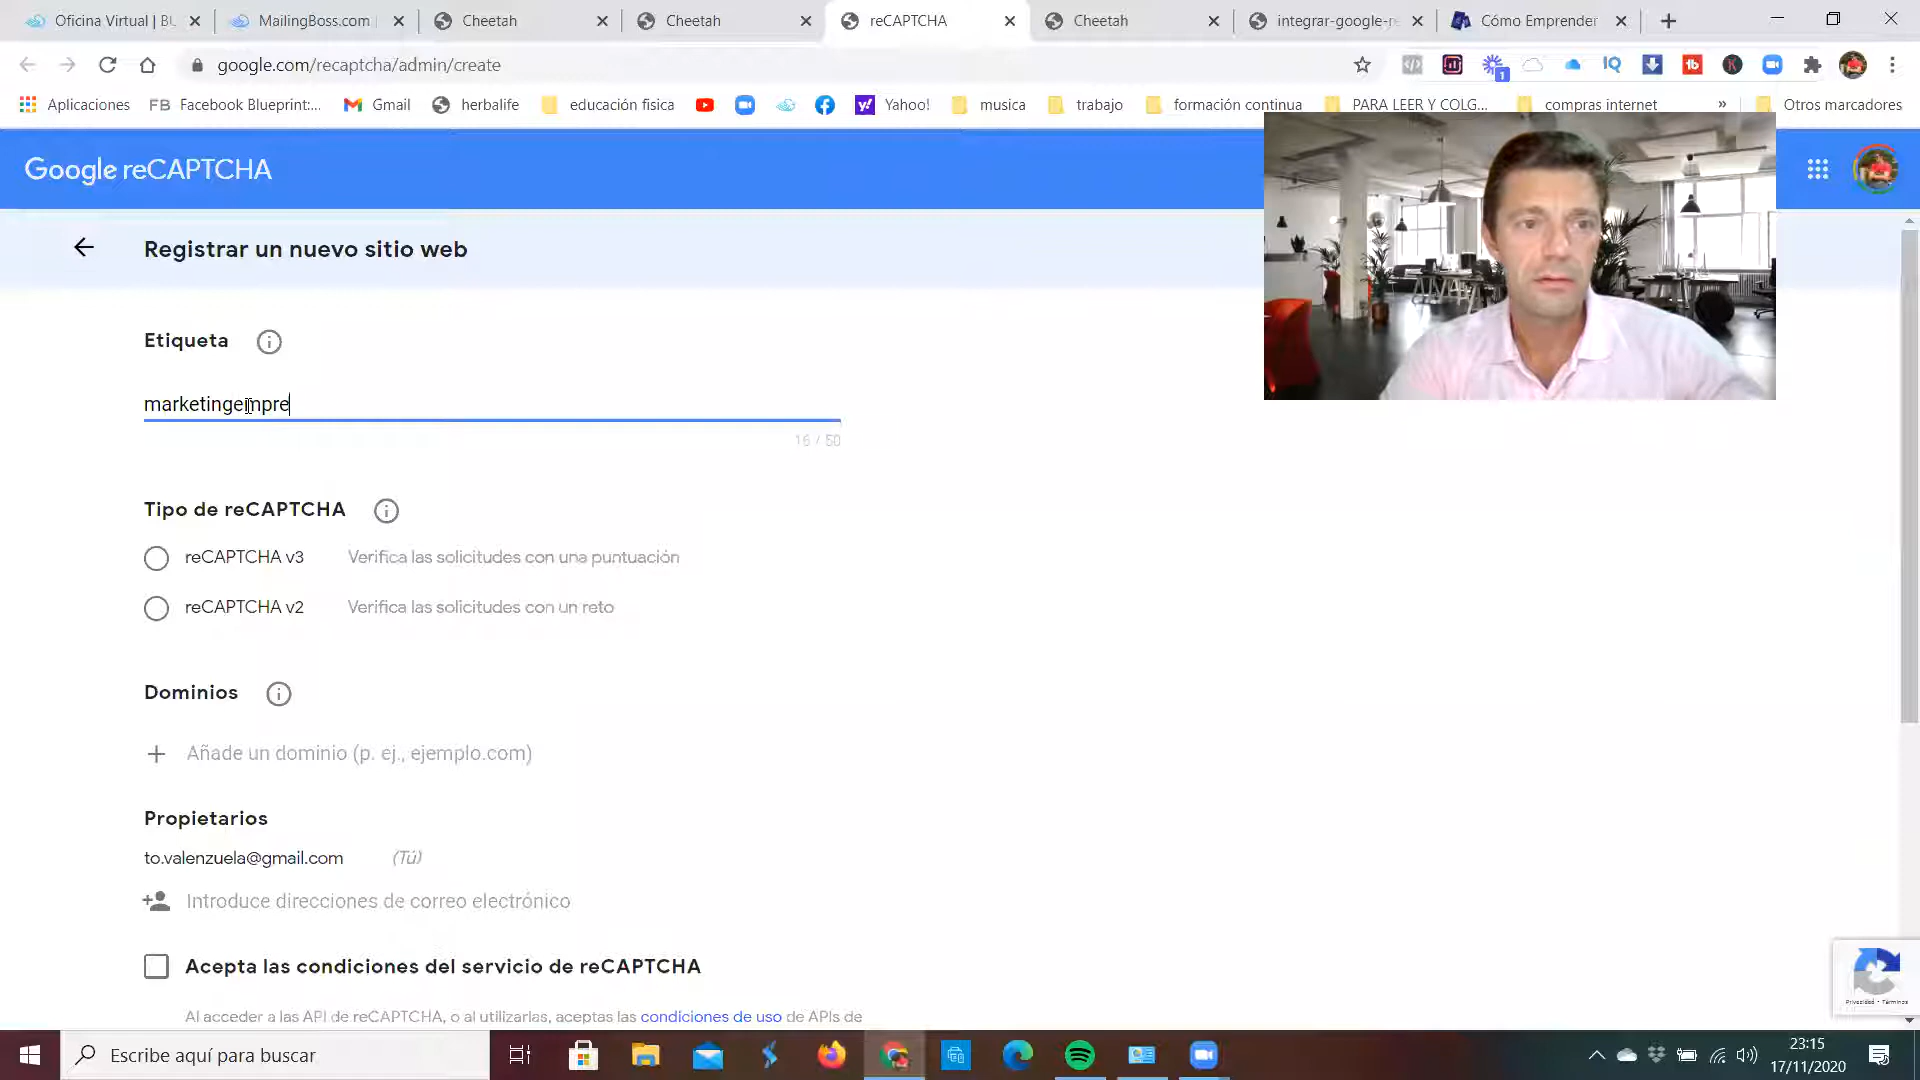 Oficina Virtual | BU
MailingBoss.com |
Cheetah
Cheetah
reCAPTCHA
Cheetah
integrar-google-re
Cómo Emprender
google.com/recaptcha/admin/create
1
IQ
Aplicaciones
FB Facebook Blueprint:...
Gmail
herbalife
educación fisica
Yahoo!
musica
trabajo
formación continua
PARA LEER Y COLG...
compras internet
»
Otros marcadores
Google reCAPTCHA
Registrar un nuevo sitio web
Etiqueta
marketingempre
16 / 50
Tipo de reCAPTCHA
reCAPTCHA v3 Verifica las solicitudes con una puntuación
reCAPTCHA v2 Verifica las solicitudes con un reto
Dominios
Añade un dominio (p. ej., ejemplo.com)
Propietarios
to.valenzuela@gmail.com (Tú)
Introduce direcciones de correo electrónico
Acepta las condiciones del servicio de reCAPTCHA
Al acceder a las API de reCAPTCHA, o al utilizarlas, aceptas las condiciones de uso de APIs de
Privacidad • Términos
Escribe aquí para buscar
23:15
17/11/2020